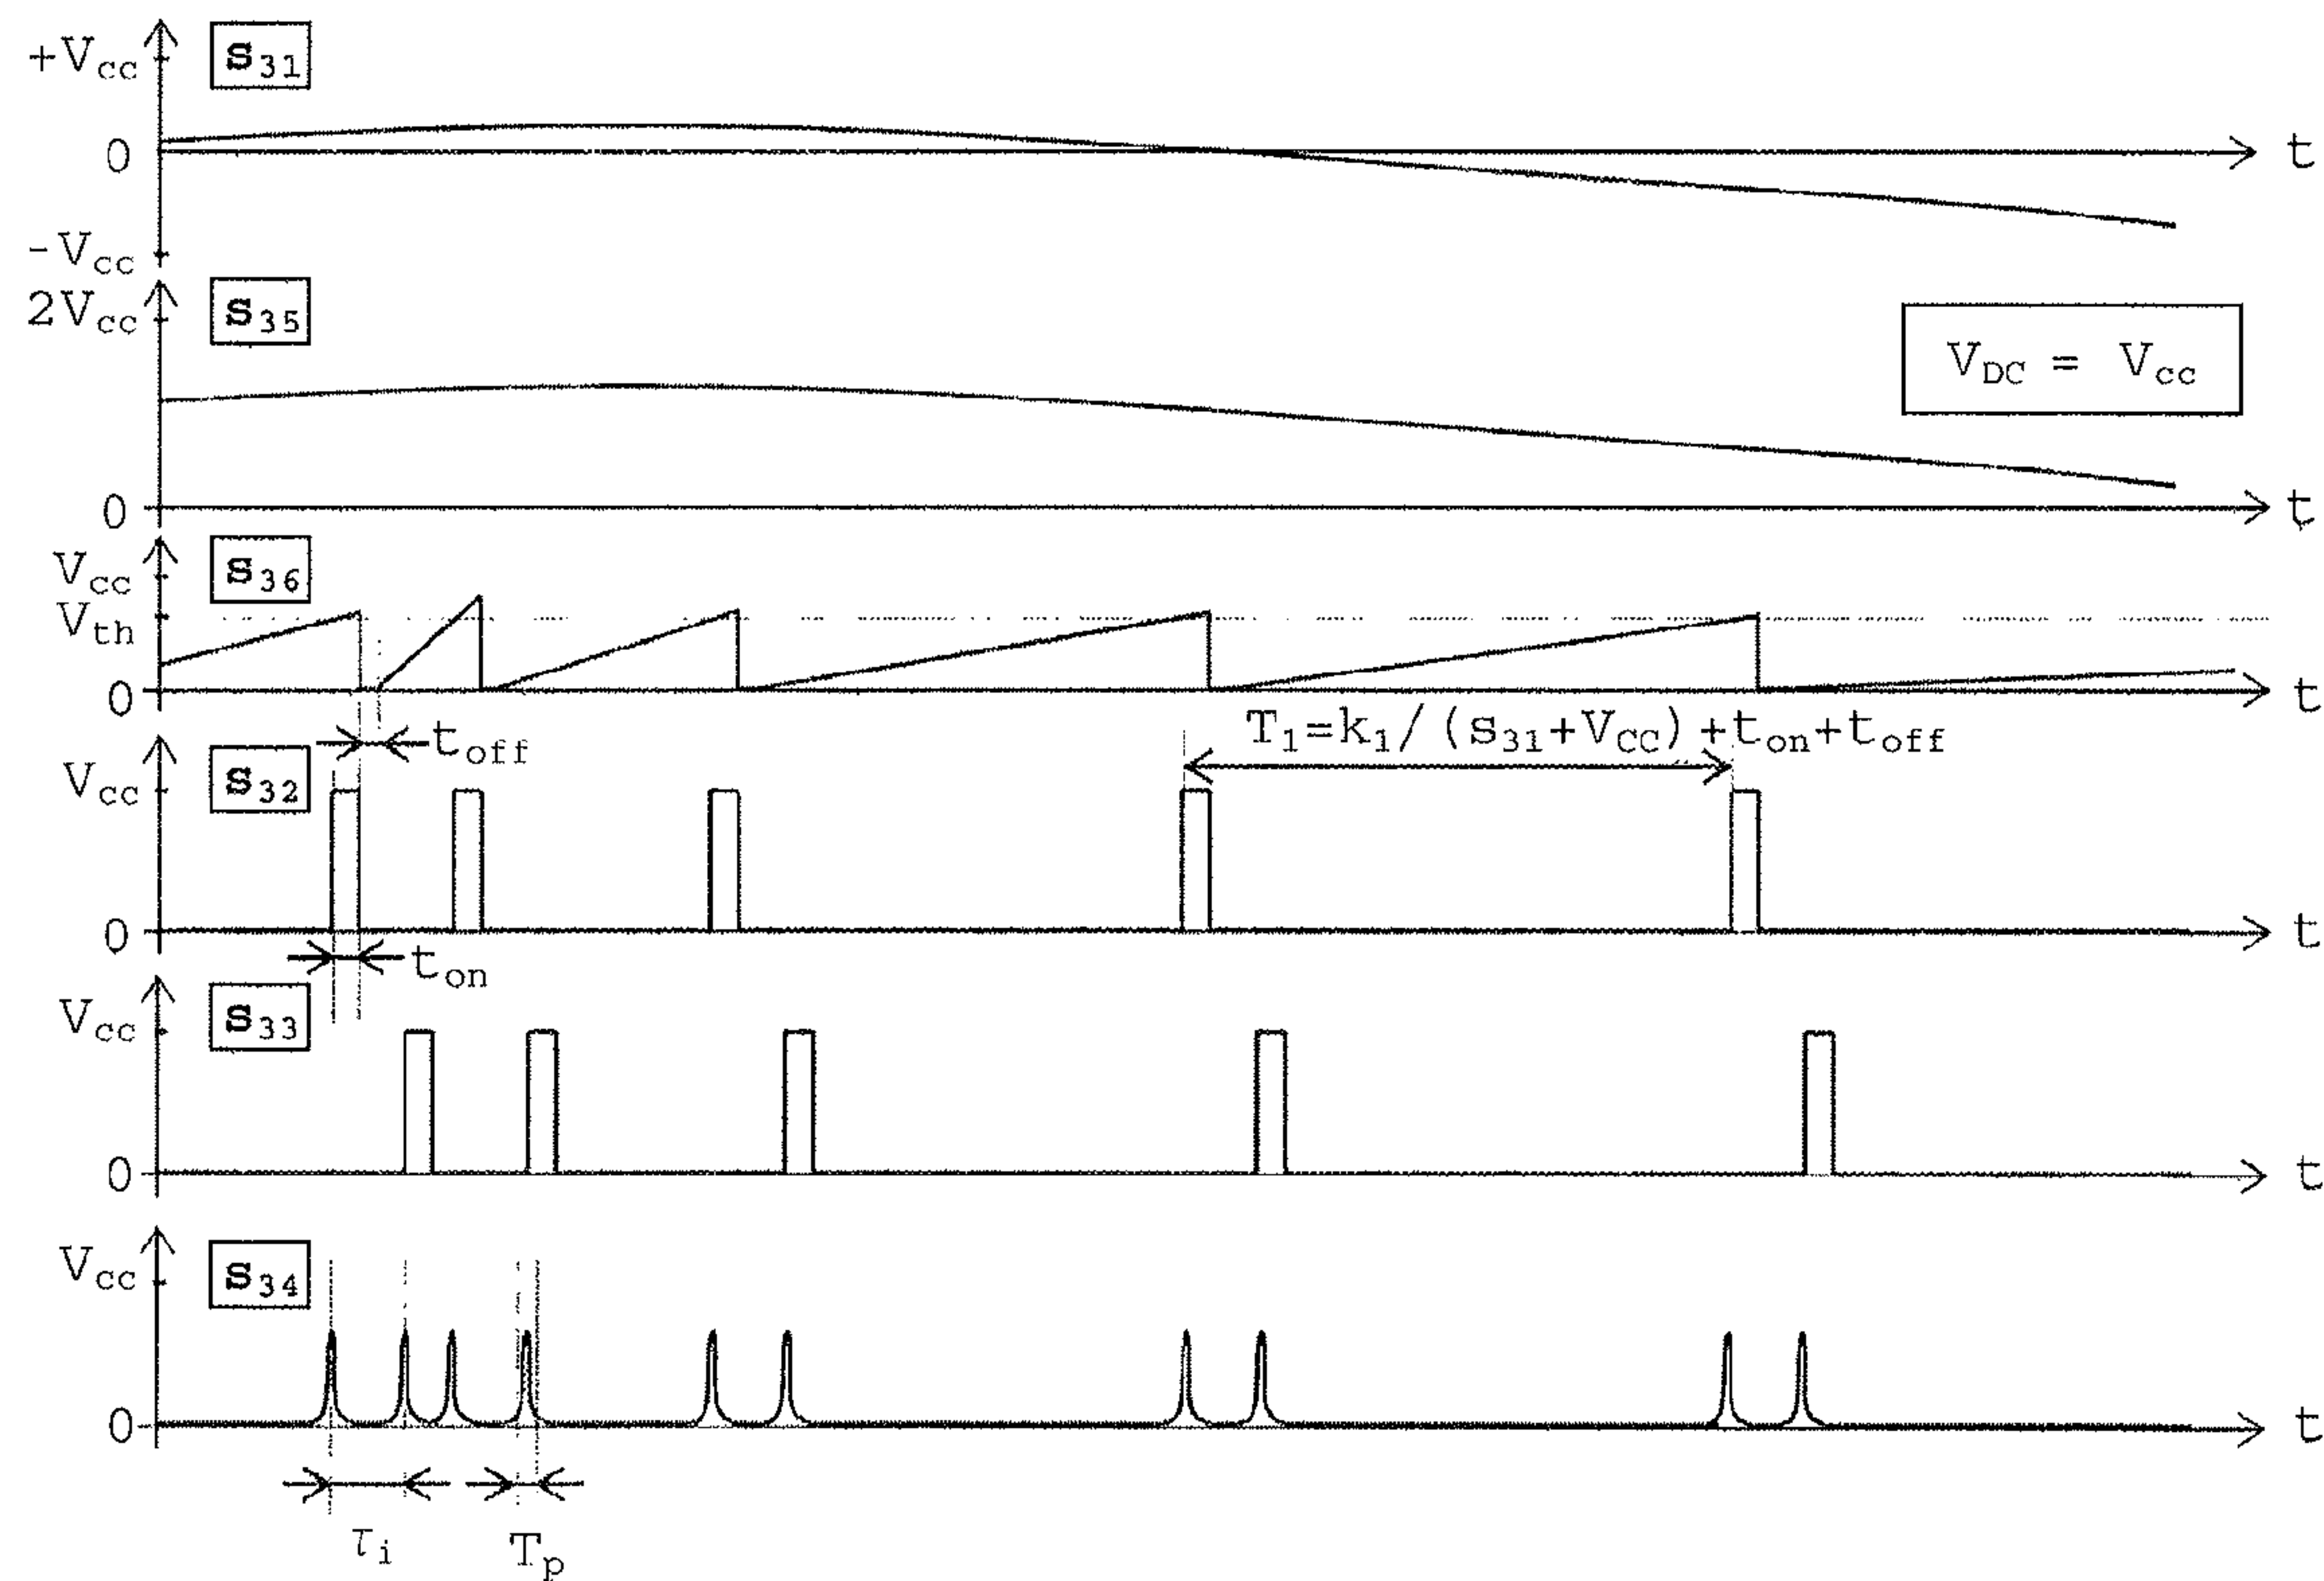 +Vcc
s31
0
t
-Vcc
2Vcc
s35
VDC = Vcc
0
t
Vcc
s36
Vth
0
t
toff
T1=k1/(s31+VCC)+ton+toff
Vcc
s32
0
t
ton
Vcc
s33
0
t
Vcc
s34
0
t
τi
Tp